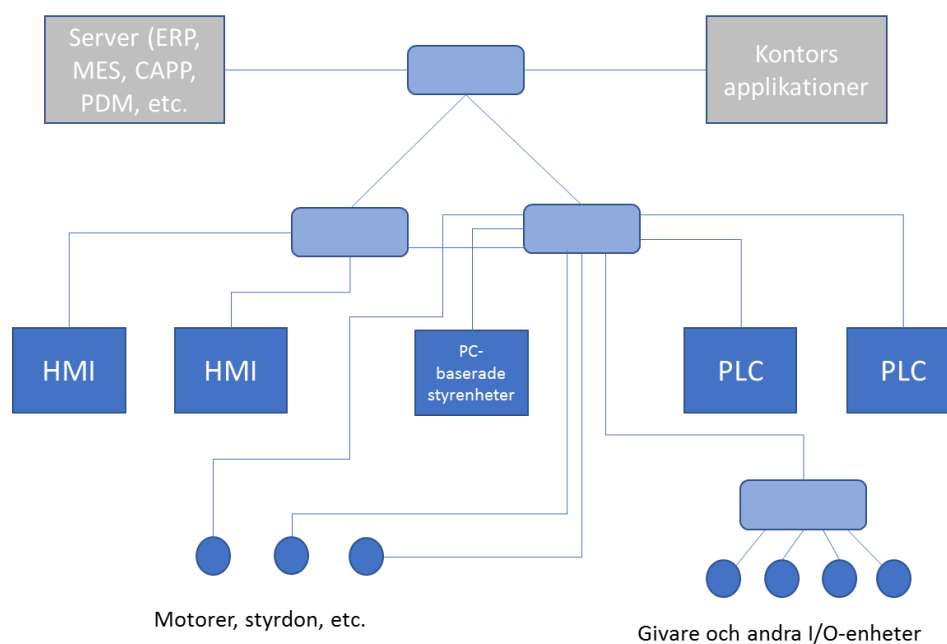 Server (ERP,
MES, CAPP,
PDM, etc.
Kontors
applikationer
HMI
HMI
PC-
baserade
styrenheter
PLC
PLC
Motorer, styrdon, etc.
Givare och andra I/O-enheter